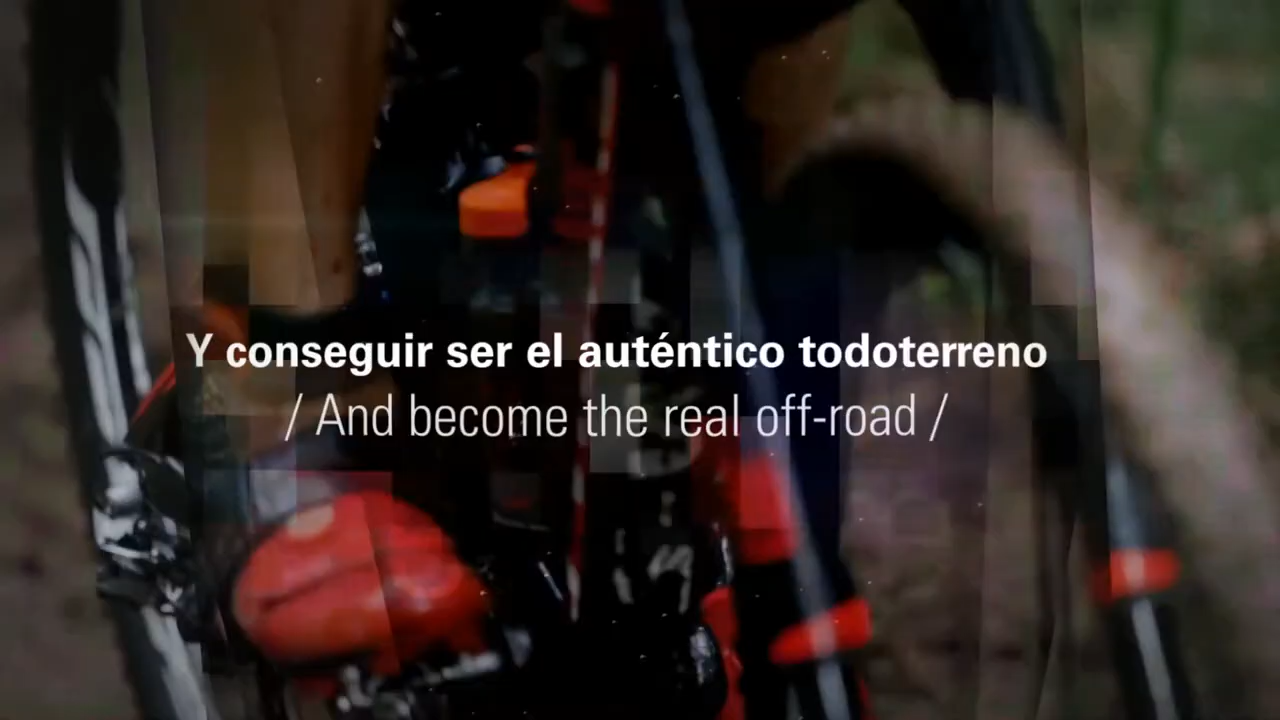 Y conseguir ser el auténtico todoterreno
/ And become the real off-road /